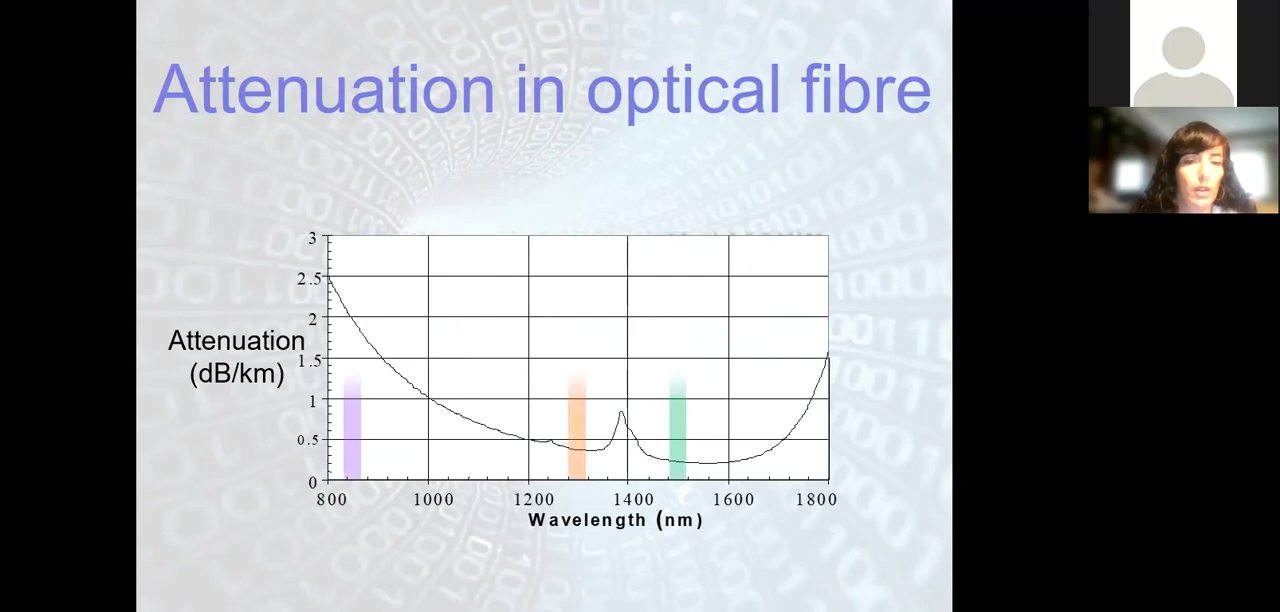 Attenuation in optical fibre
3
2.5
2
1.5
1
0.5
0
Attenuation
(dB/km)
800 1000 1200 1400 1600 1800
Wavelength (nm)